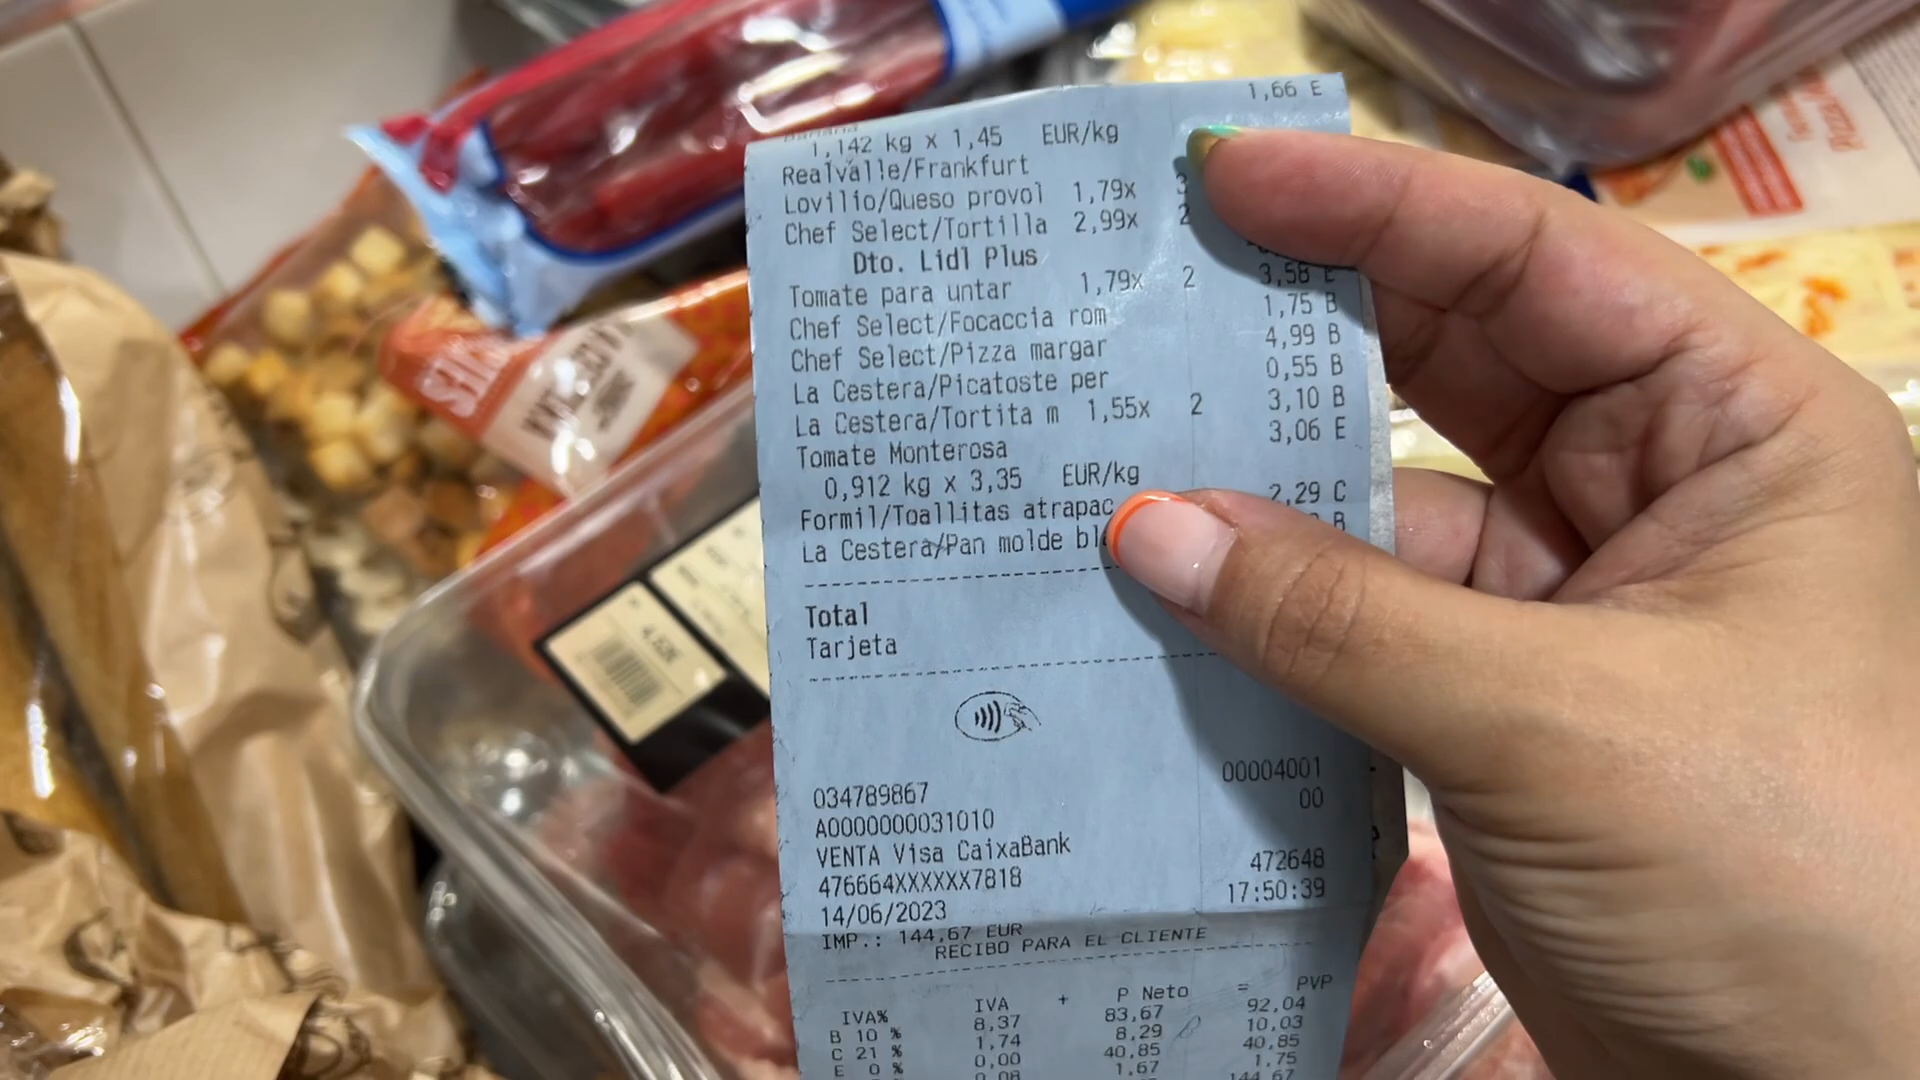 1,66 E
1,142 kg x 1,45 EUR/kg
Realvalle/Frankfurt
Lovilio/Queso provol 1,79x 3
Chef Select/Tortilla 2,99x 2
Dto. Lidl Plus
Tomate para untar 1,79x 2 3,58 E
Chef Select/Focaccia rom 1,75 B
Chef Select/Pizza margar 4,99 B
La Cestera/Picatoste per 0,55 B
La Cestera/Tortita m 1,55x 2 3,10 B
Tomate Monterosa 3,06 E
0,912 kg x 3,35 EUR/kg
Formil/Toallitas atrapac 2,29 C
La Cestera/Pan molde bla B
Total
Tarjeta
034789867 00004001
A0000000031010 00
VENTA Visa CaixaBank
476664XXXXXX7818 472648
14/06/2023 17:50:39
IMP.: 144,67 EUR
RECIBO PARA EL CLIENTE
IVA% IVA + P Neto = PVP
B 10 % 8,37 83,67 92,04
C 21 % 1,74 8,29 10,03
E 0 % 0,00 40,85 40,85
0,08 1,67 1,75
144,67